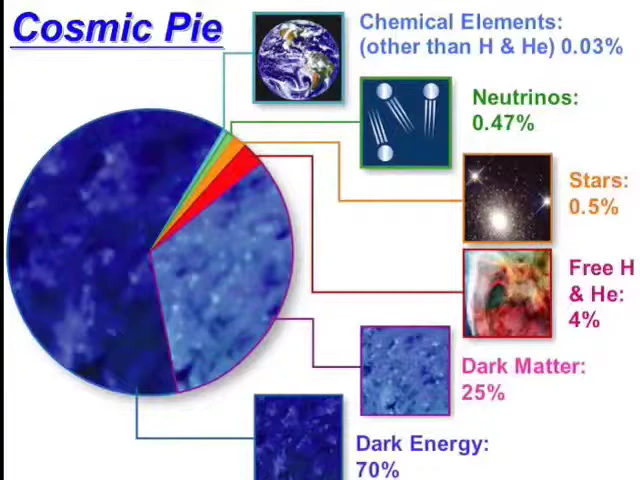 Cosmic Pie
Chemical Elements:
(other than H & He) 0.03%
Neutrinos:
0.47%
Stars:
0.5%
Free H
& He:
4%
Dark Matter:
25%
Dark Energy:
70%